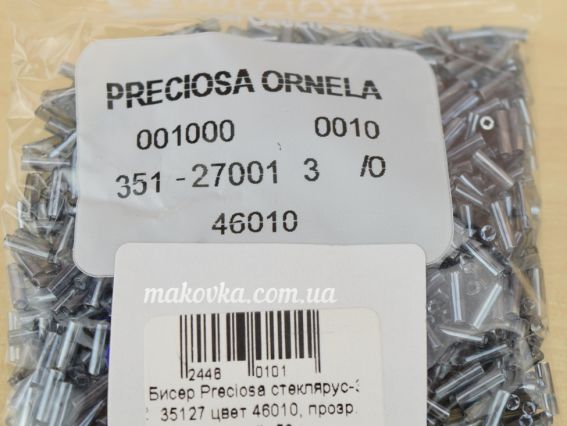 PRECIOSA ORNELA
001000 0010
351 - 27001 3 /0
46010
makovka.com.ua
2446 0101
Бисер Preciosa стеклярус-3
35127 цвет 46010, прозр.